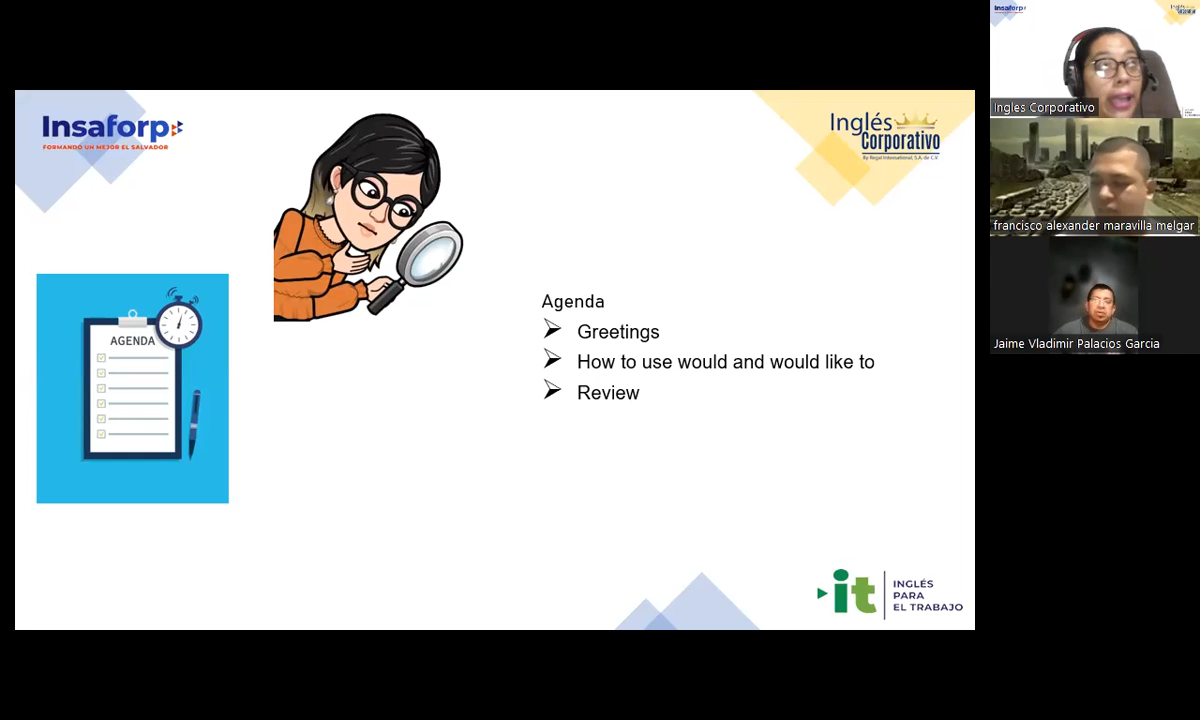 Insaforp
FORMANDO UN MEJOR EL SALVADOR
Inglés
Corporativo
By Regal International, S.A. de C.V.
AGENDA
Agenda
Greetings
How to use would and would like to
Review
it
INGLÉS
PARA
EL TRABAJO
Insaforp
Ingles Corporativo
francisco alexander maravilla melgar
Jaime Vladimir Palacios Garcia